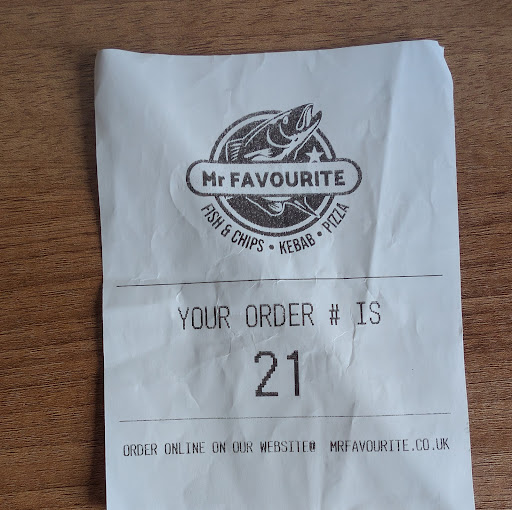 Mr FAVOURITE
FISH & CHIPS • KEBAB • PIZZA
YOUR ORDER # IS
21
ORDER ONLINE ON OUR WEBSITE# MRFAVOURITE.CO.UK